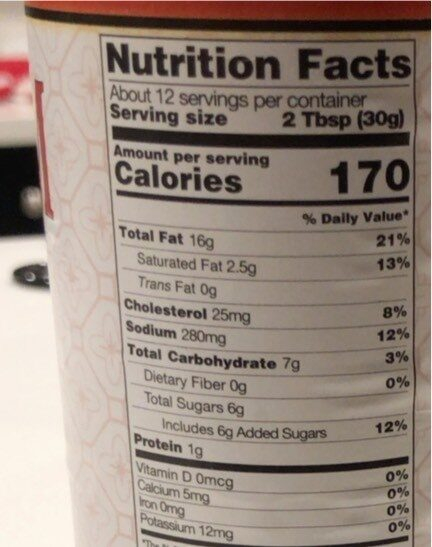 Nutrition Facts
About 12 servings per container
Serving size 2 Tbsp (30g)
Amount per serving
Calories 170
% Daily Value*
Total Fat 16g 21%
Saturated Fat 2.5g 13%
Trans Fat 0g
Cholesterol 25mg 8%
Sodium 280mg 12%
Total Carbohydrate 7g 3%
Dietary Fiber 0g 0%
Total Sugars 6g
Includes 6g Added Sugars 12%
Protein 1g
Vitamin D 0mcg 0%
Calcium 5mg 0%
Iron 0mg 0%
Potassium 12mg 0%